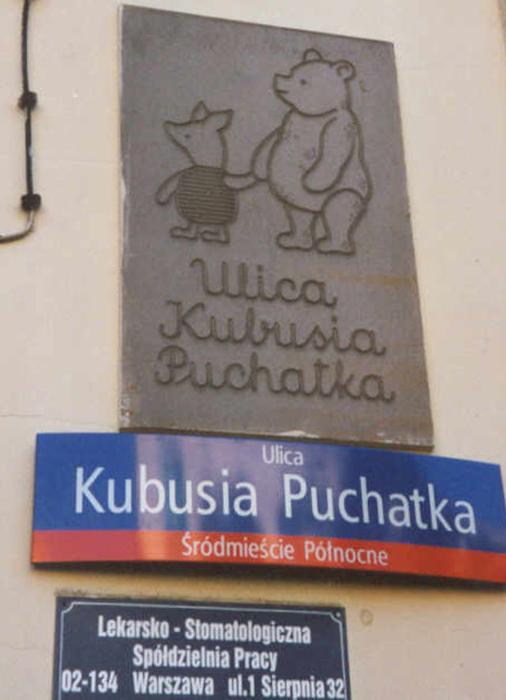 Ulica
Kubusia
Puchatka
Ulica
Kubusia Puchatka
Śródmieście Północne
Lekarsko - Stomatologiczna
Spółdzielnia Pracy
02-134 Warszawa ul.1 Sierpnia 32